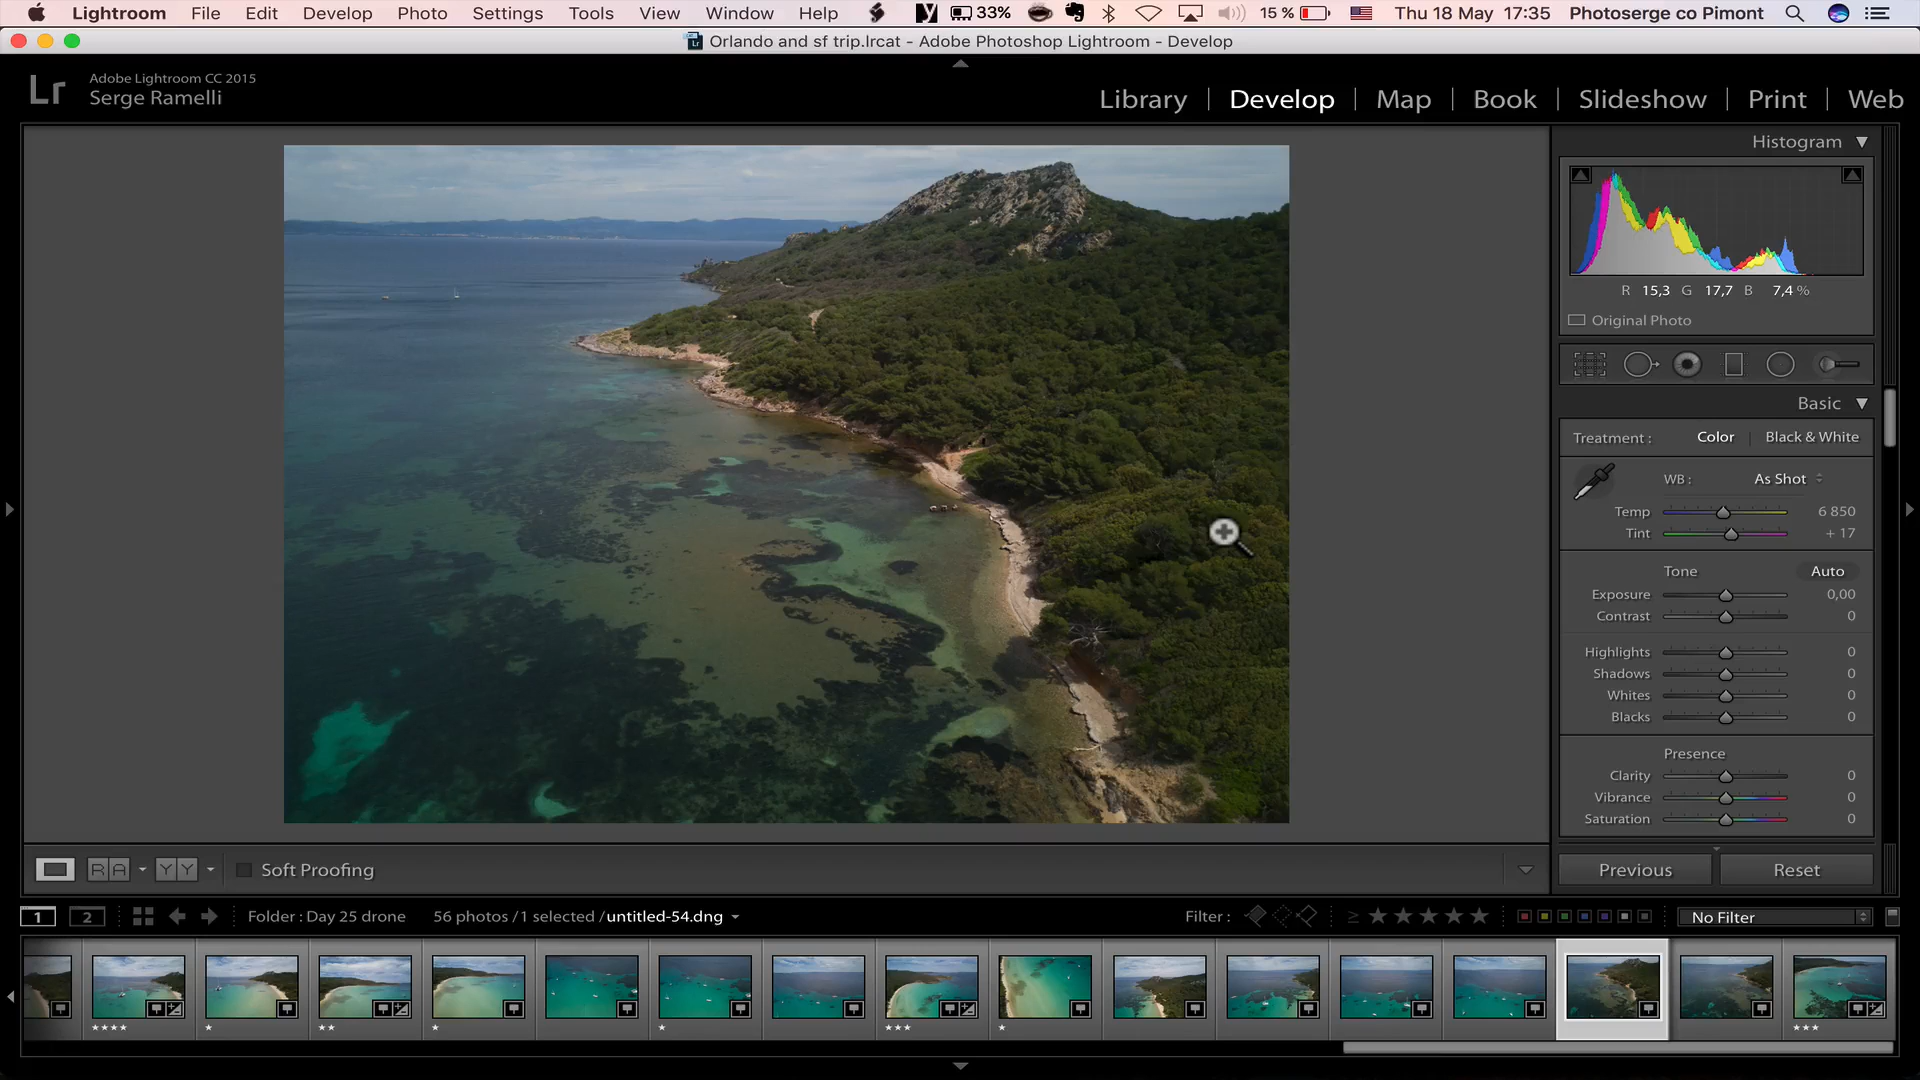 Lightroom File Edit Develop Photo Settings Tools View Window Help 33% 15 % Thu 18 May 17:35 Photoserge co Pimont
Orlando and sf trip.lrcat - Adobe Photoshop Lightroom - Develop
Lr
Adobe Lightroom CC 2015
Serge Ramelli
Library | Develop | Map | Book | Slideshow | Print | Web
Histogram
R 15,3 G 17,7 B 7,4 %
Original Photo
Basic
Treatment : Color | Black & White
WB : As Shot
Temp 6 850
Tint + 17
Tone Auto
Exposure 0,00
Contrast 0
Highlights 0
Shadows 0
Whites 0
Blacks 0
Presence
Clarity 0
Vibrance 0
Saturation 0
R A Y Y Soft Proofing
Previous Reset
1 2 Folder : Day 25 drone 56 photos / 1 selected / untitled-54.dng Filter : ≥ ★★★★★ No Filter